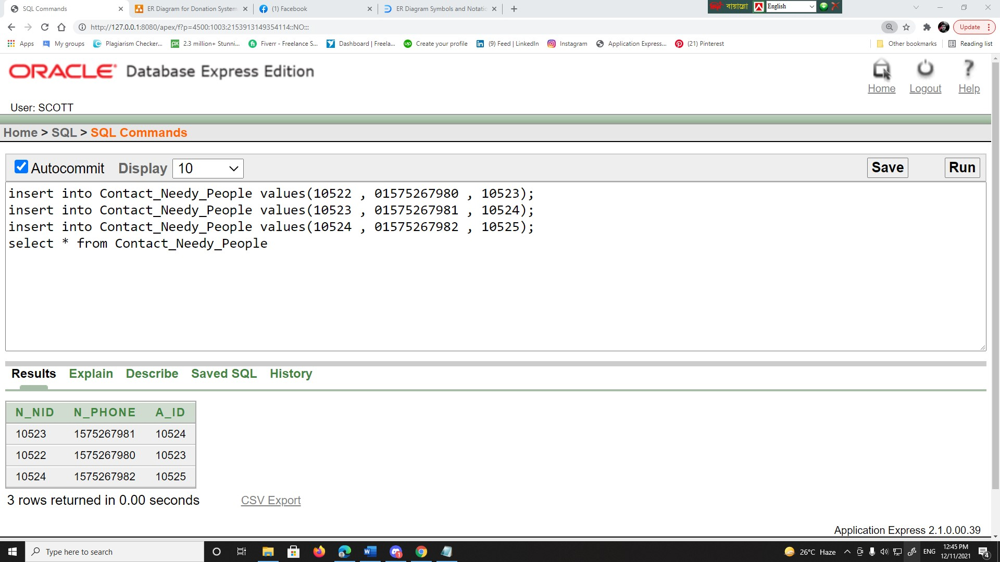 SQL Commands
ER Diagram for Donation System
(1) Facebook
ER Diagram Symbols and Notatic
বায়ান্নো
English
http://127.0.0.1:8080/apex/f?p=4500:1003:2153913149354114::NO:::
Update
Apps
My groups
Plagiarism Checker...
2.3 million+ Stunni...
Fiverr - Freelance S...
Dashboard | Freela...
Create your profile
(9) Feed | LinkedIn
Instagram
Application Express...
(21) Pinterest
Other bookmarks
Reading list
ORACLE Database Express Edition
Home
Logout
Help
User: SCOTT
Home > SQL > SQL Commands
Autocommit Display 10
Save
Run
insert into Contact_Needy_People values(10522 , 01575267980 , 10523);
insert into Contact_Needy_People values(10523 , 01575267981 , 10524);
insert into Contact_Needy_People values(10524 , 01575267982 , 10525);
select * from Contact_Needy_People
Results Explain Describe Saved SQL History
N_NID N_PHONE A_ID
10523 1575267981 10524
10522 1575267980 10523
10524 1575267982 10525
3 rows returned in 0.00 seconds
CSV Export
Application Express 2.1.0.00.39
Type here to search
26°C Haze
ENG
12:45 PM
12/11/2021
4